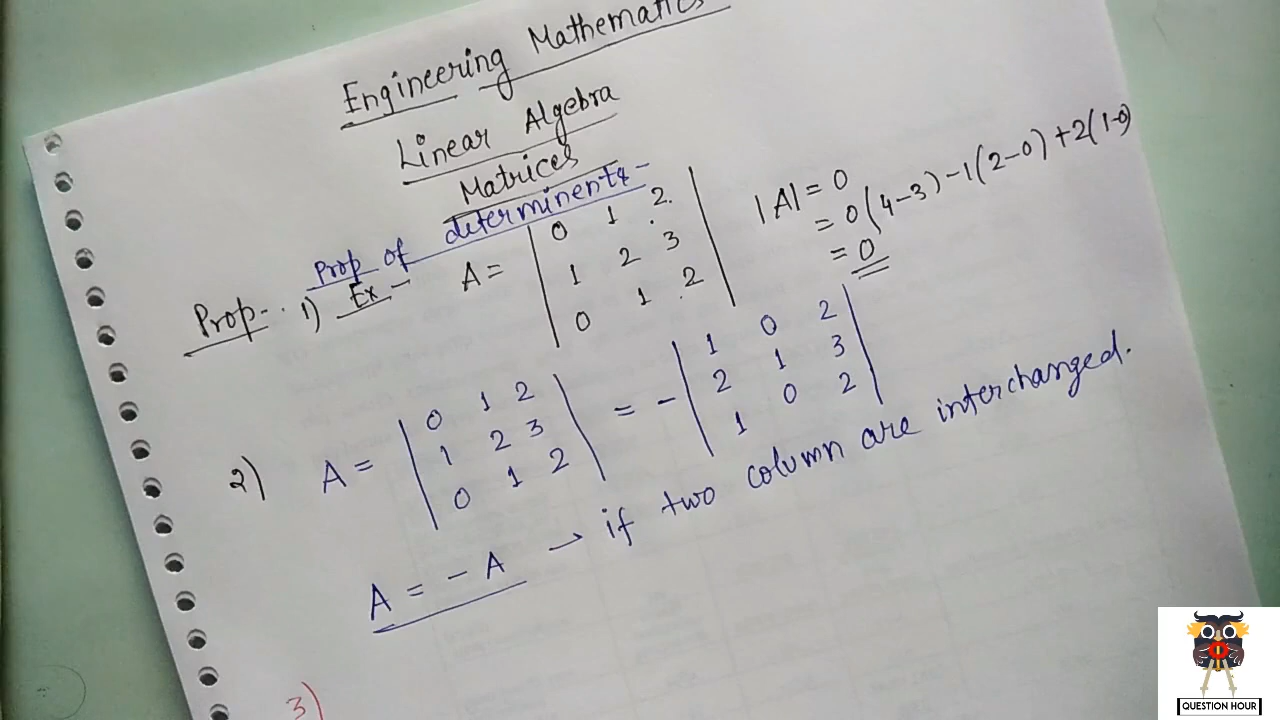 Engineering Mathematics
Linear Algebra
Matrices
Prop of determinents-
Prop-. 1) Ex- A = | 0 1 2 |
| 1 2 3 |
| 0 1 2 |
|A| = 0
= 0(4-3) -1(2-0) +2(1-0)
= 0
2) A = | 0 1 2 | = - | 1 0 2 |
| 1 2 3 | | 2 1 3 |
| 0 1 2 | | 1 0 2 |
A = - A → if two column are interchanged.
3)
QUESTION HOUR